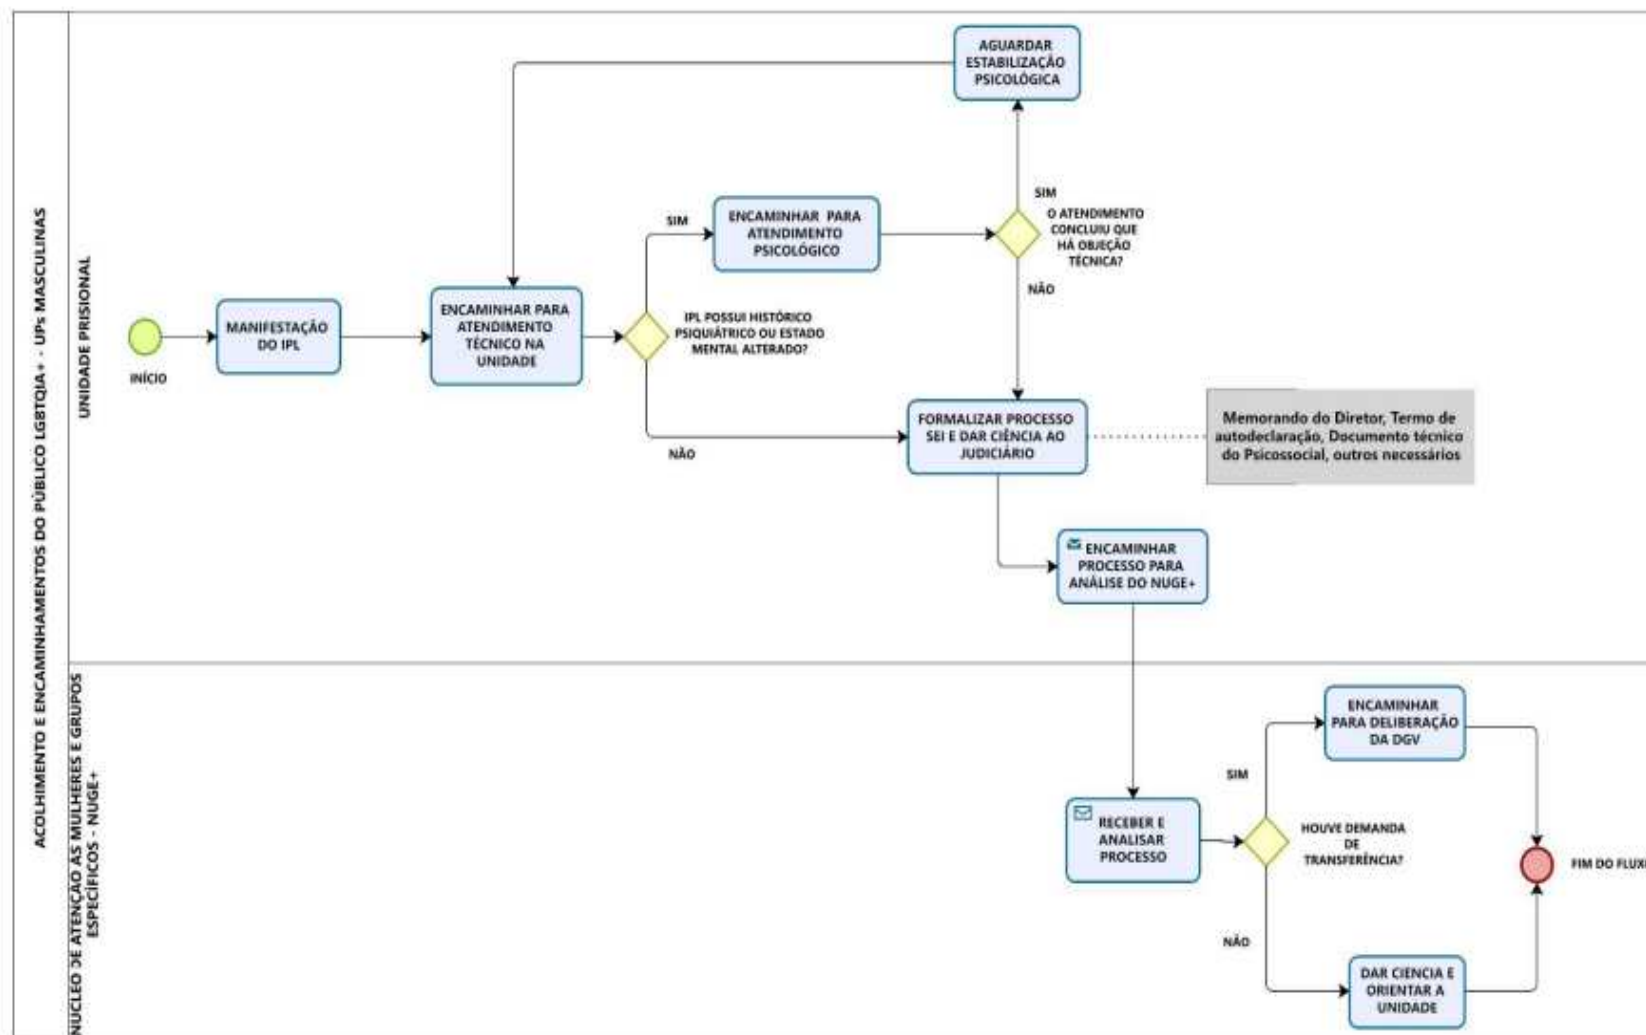 ACOLHIMENTO E ENCAMINHAMENTOS DO PÚBLICO LGBTQIA+ - UPs MASCULINAS
UNIDADE PRISIONAL
INÍCIO
MANIFESTAÇÃO
DO IPL
ENCAMINHAR PARA
ATENDIMENTO
TÉCNICO NA
UNIDADE
IPL POSSUI HISTÓRICO
PSIQUIÁTRICO OU ESTADO
MENTAL ALTERADO?
SIM
NÃO
ENCAMINHAR PARA
ATENDIMENTO
PSICOLÓGICO
AGUARDAR
ESTABILIZAÇÃO
PSICOLÓGICA
SIM
O ATENDIMENTO
CONCLUIU QUE
HÁ OBJEÇÃO
TÉCNICA?
NÃO
FORMALIZAR PROCESSO
SEI E DAR CIÊNCIA AO
JUDICIÁRIO
Memorando do Diretor, Termo de
autodeclaração, Documento técnico
do Psicossocial, outros necessários
ENCAMINHAR
PROCESSO PARA
ANÁLISE DO NUGE+
NÚCLEO DE ATENÇÃO ÀS MULHERES E GRUPOS
ESPECÍFICOS - NUGE+
RECEBER E
ANALISAR
PROCESSO
HOUVE DEMANDA
DE
TRANSFERÊNCIA?
SIM
ENCAMINHAR
PARA DELIBERAÇÃO
DA DGV
NÃO
DAR CIENCIA E
ORIENTAR A
UNIDADE
FIM DO FLUX